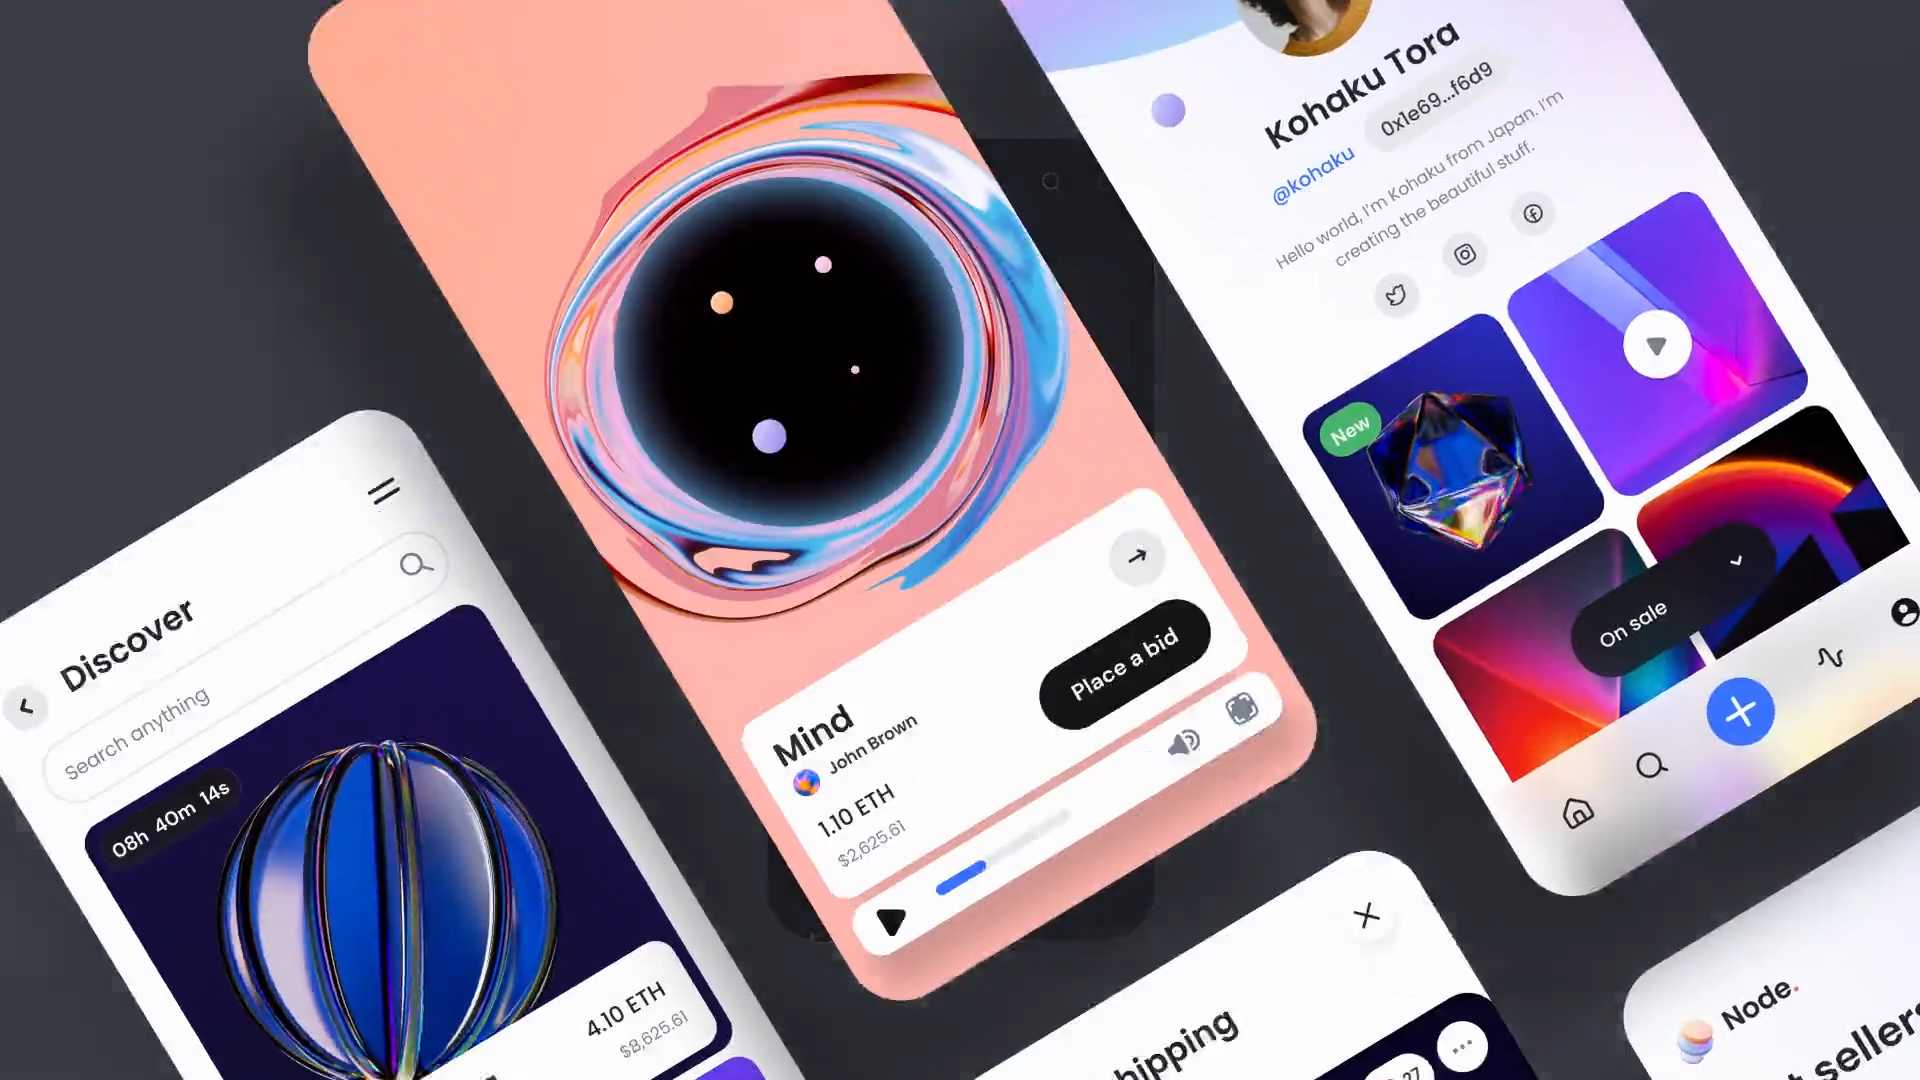 Discover
Search anything
08h 40m 14s
4.10 ETH
$8,625.61
Mind
John Brown
1.10 ETH
$2,625.61
Place a bid
Kohaku Tora
@kohaku
0x1e69...f6d9
Hello world, I'm Kohaku from Japan. I'm
creating the beautiful stuff.
New
On sale
hipping
27
Node.
sellers